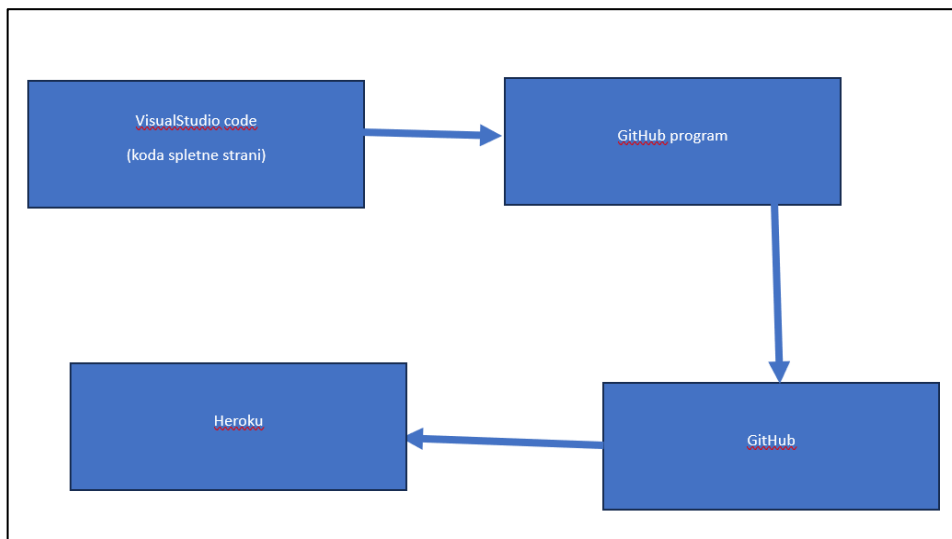 VisualStudio code
(koda spletne strani)
GitHub program
GitHub
Heroku